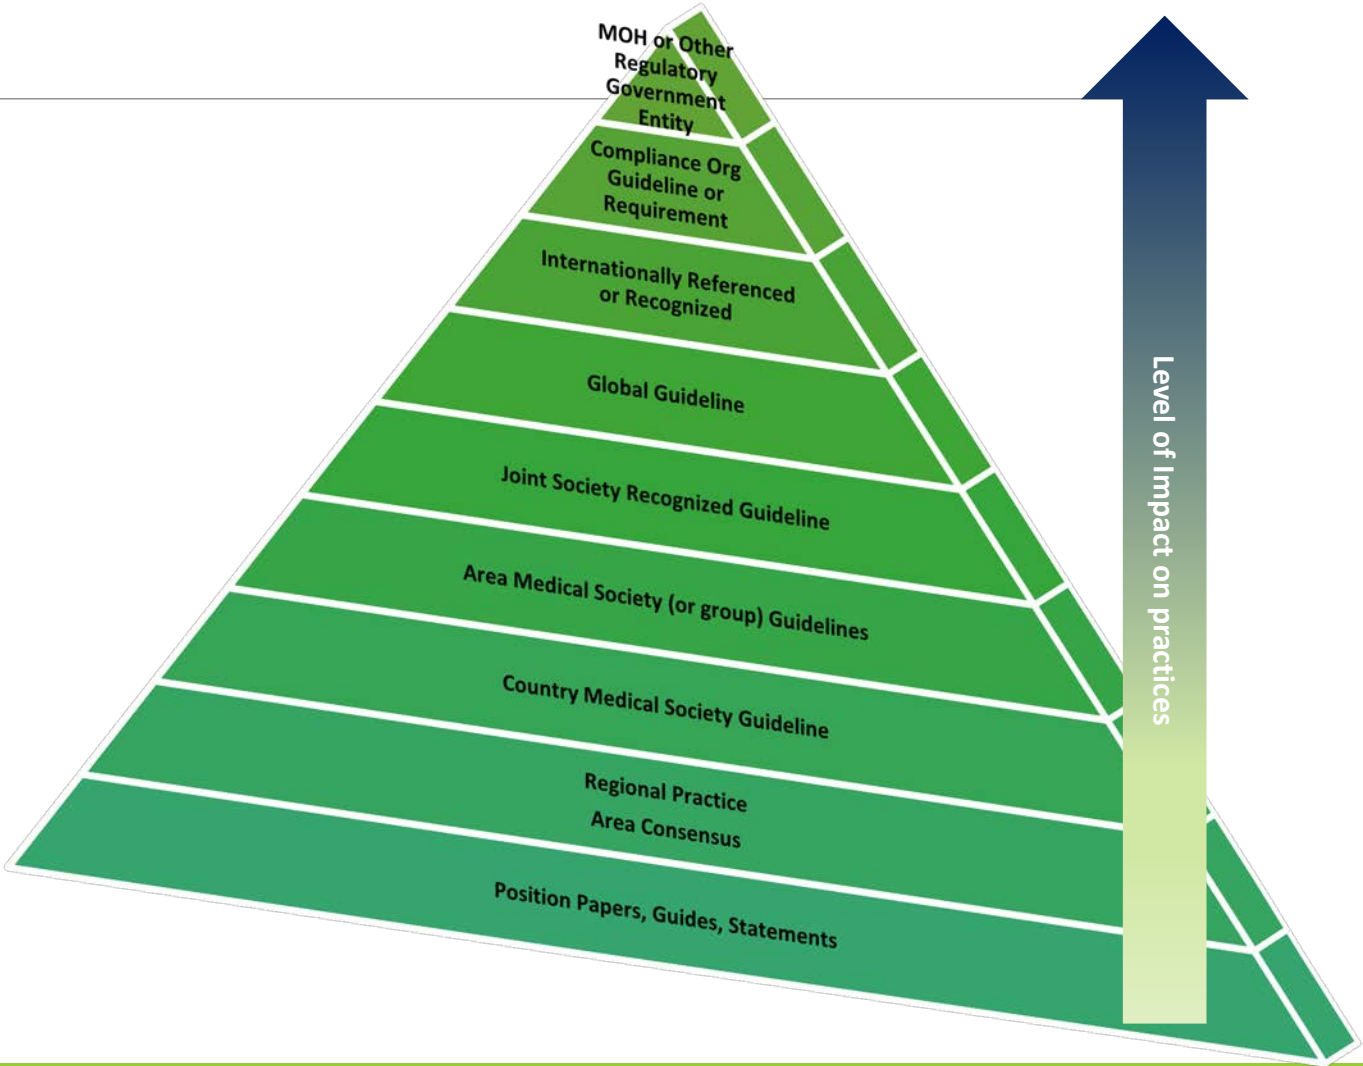 MOH or Other
Regulatory
Government
Entity
Compliance Org
Guideline or
Requirement
Internationally Referenced
or Recognized
Global Guideline
Joint Society Recognized Guideline
Area Medical Society (or group) Guidelines
Country Medical Society Guideline
Regional Practice
Area Consensus
Position Papers, Guides, Statements
Level of Impact on practices